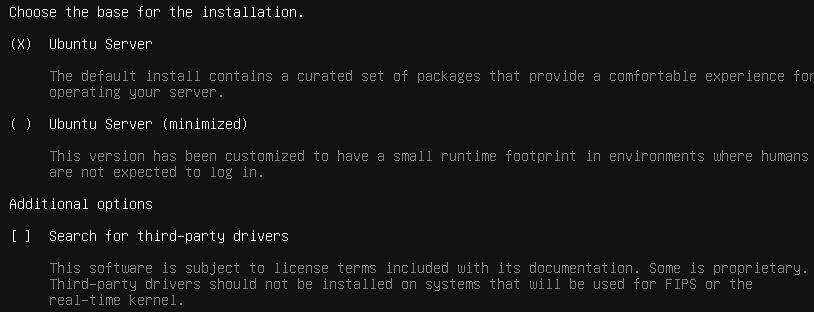 Choose the base for the installation.
(X) Ubuntu Server
The default install contains a curated set of packages that provide a comfortable experience for
operating your server.
( ) Ubuntu Server (minimized)
This version has been customized to have a small runtime footprint in environments where humans
are not expected to log in.
Additional options
[ ] Search for third-party drivers
This software is subject to license terms included with its documentation. Some is proprietary.
Third-party drivers should not be installed on systems that will be used for FIPS or the
real-time kernel.